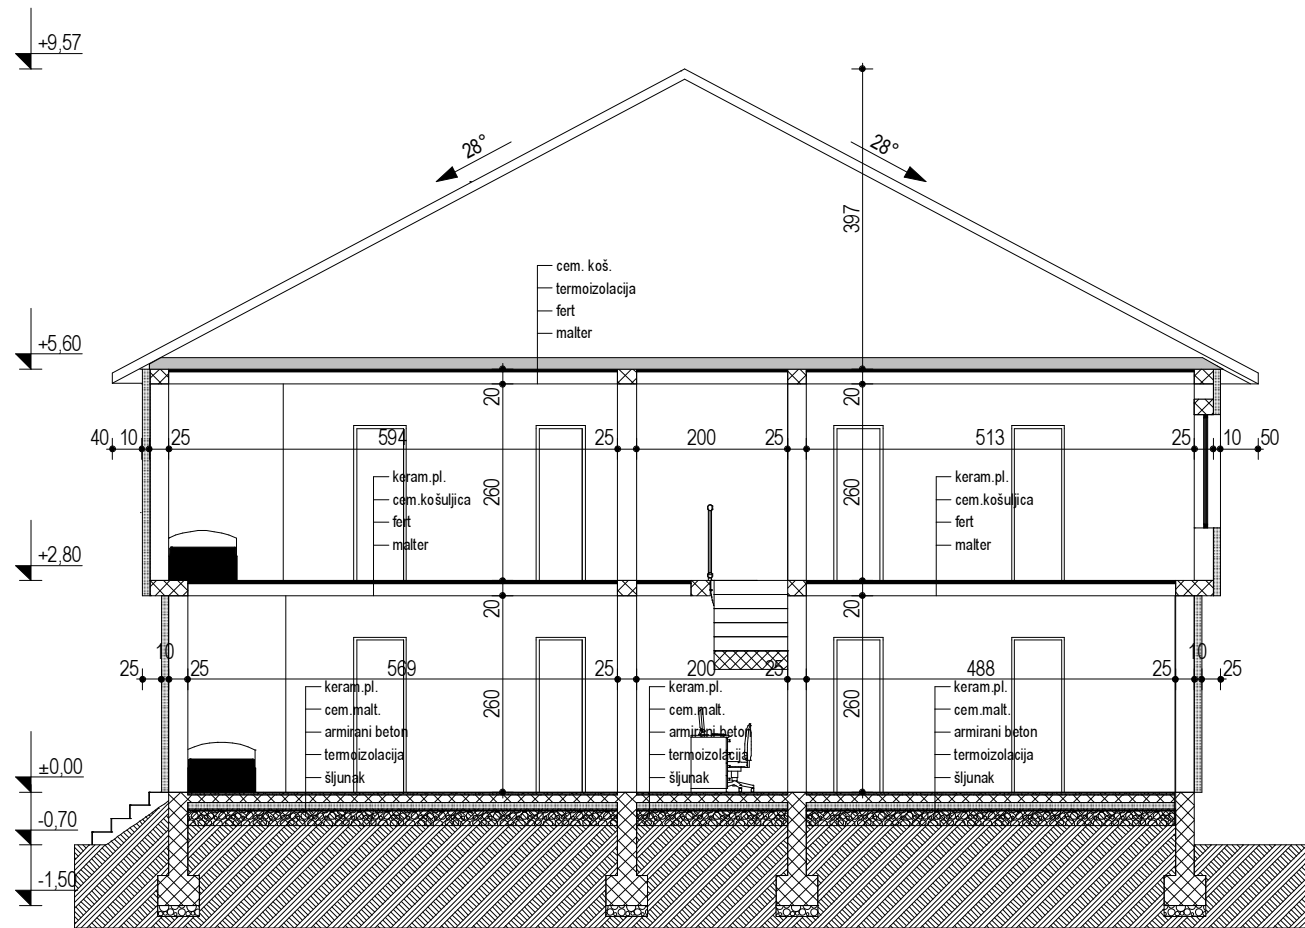 +9,57
28°
28°
397
cem. koš.
termoizolacija
fert
malter
+5,60
20
20
40 10 25 594 25 200 25 513 25 10 50
keram.pl.
cem.košuljica
fert
malter
260
260
keram.pl.
cem.košuljica
fert
malter
+2,80
20
20
25 10 25 569 25 200 25 488 25 10 25
260
260
keram.pl.
cem.malt.
armirani beton
termoizolacija
šljunak
keram.pl.
cem.malt.
armirani beton
termoizolacija
šljunak
keram.pl.
cem.malt.
armirani beton
termoizolacija
šljunak
±0,00
-0,70
-1,50